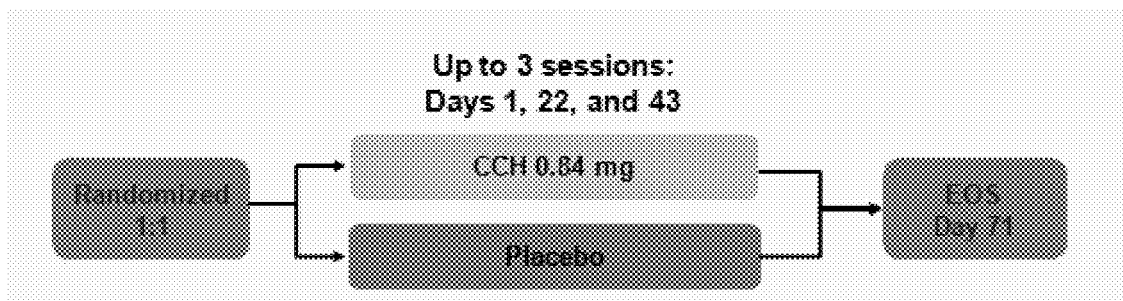 Up to 3 sessions:
Days 1, 22, and 43
CCH 0.84 mg
Randomized
1:1
EOS
Day 71
Placebo